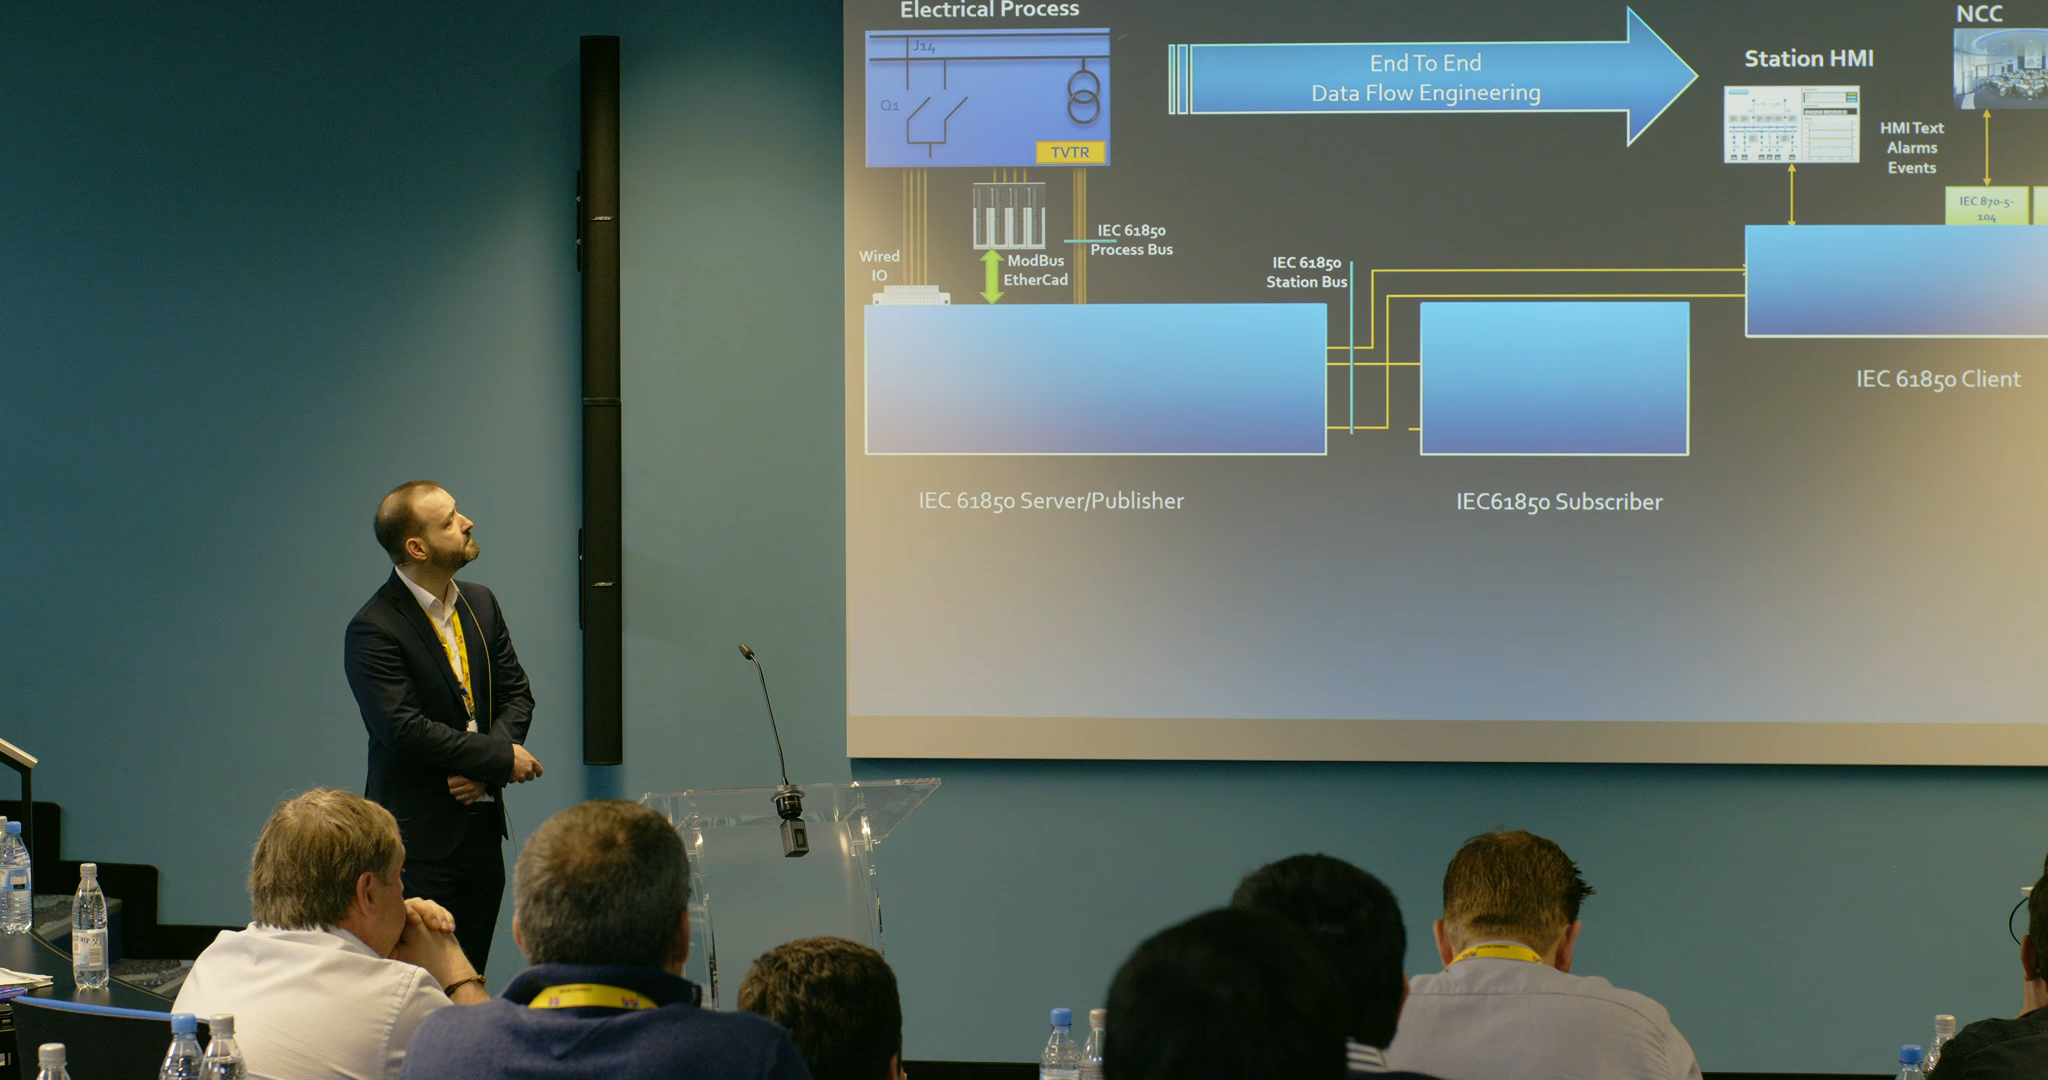 Electrical Process
J14
Q1
TVTR
End To End
Data Flow Engineering
Station HMI
NCC
HMI Text
Alarms
Events
IEC 870-5-
104
Wired
IO
ModBus
EtherCad
IEC 61850
Process Bus
IEC 61850
Station Bus
IEC 61850 Server/Publisher
IEC61850 Subscriber
IEC 61850 Client